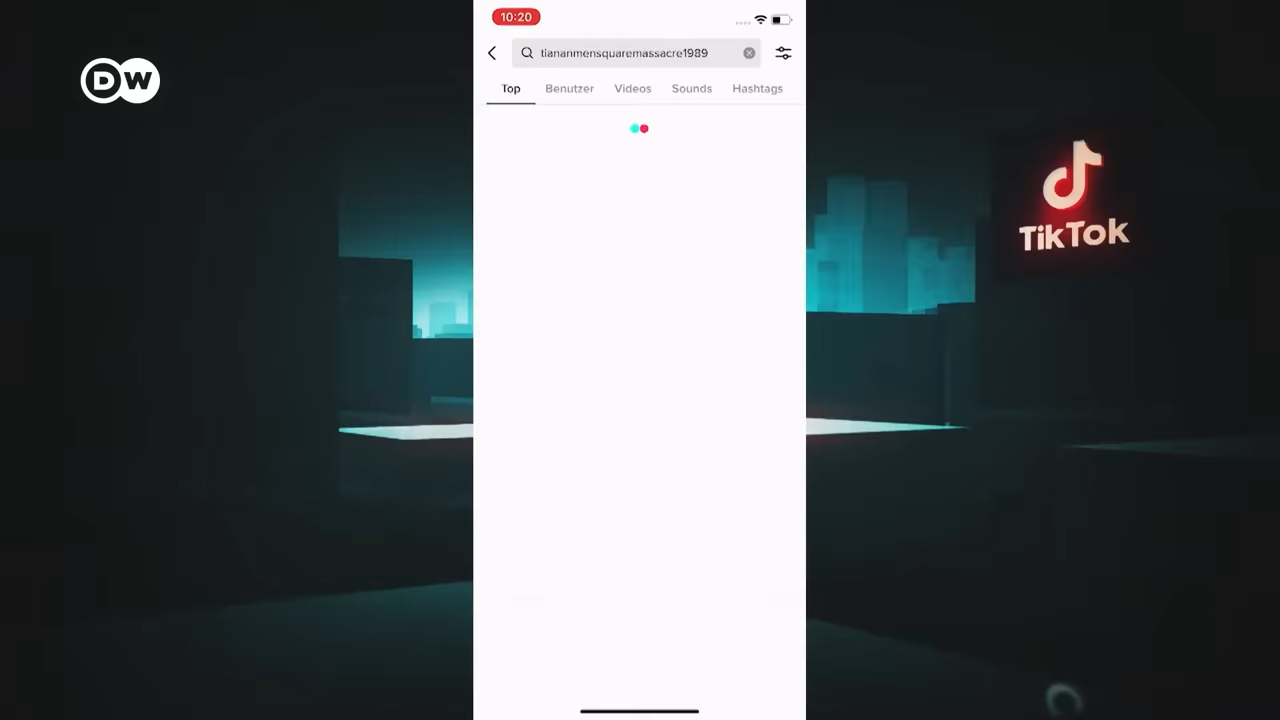 10:20
DW
tiananmensquaremassacre1989
Top Benutzer Videos Sounds Hashtags
TikTok